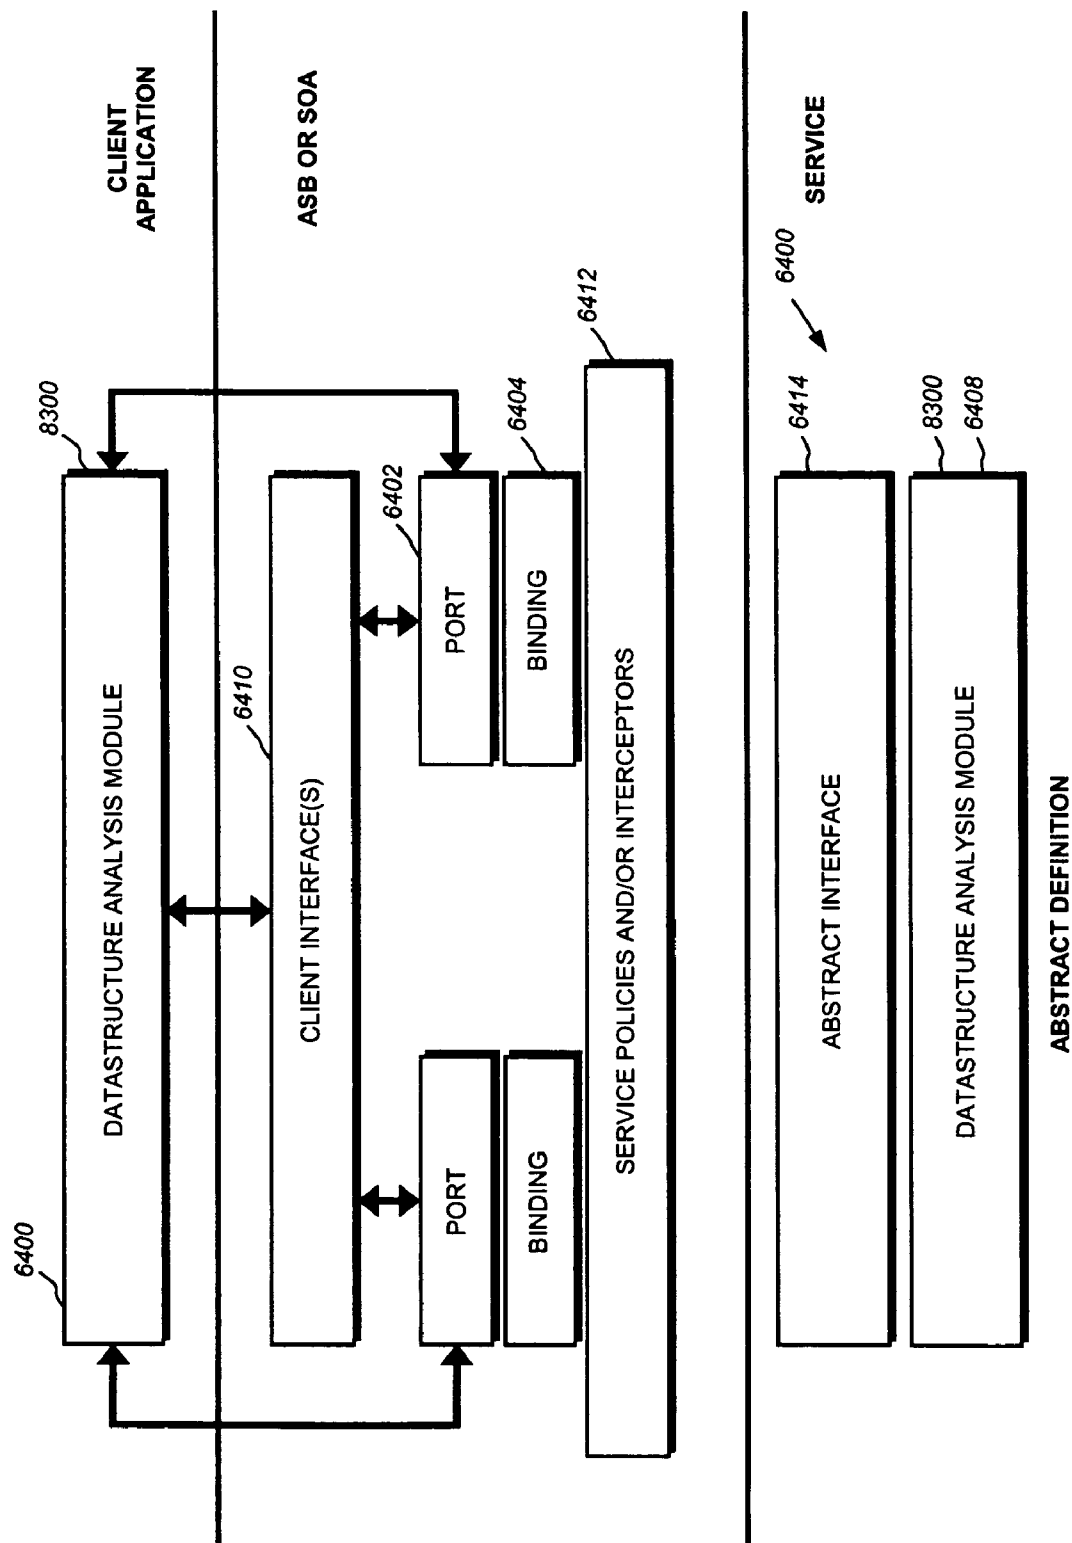 CLIENT
APPLICATION
6400
DATASTRUCTURE ANALYSIS MODULE
8300
ASB OR SOA
6410
CLIENT INTERFACE(S)
6402
PORT
PORT
6404
BINDING
BINDING
6412
SERVICE POLICIES AND/OR INTERCEPTORS
SERVICE
6400
6414
ABSTRACT INTERFACE
8300
6408
DATASTRUCTURE ANALYSIS MODULE
ABSTRACT DEFINITION